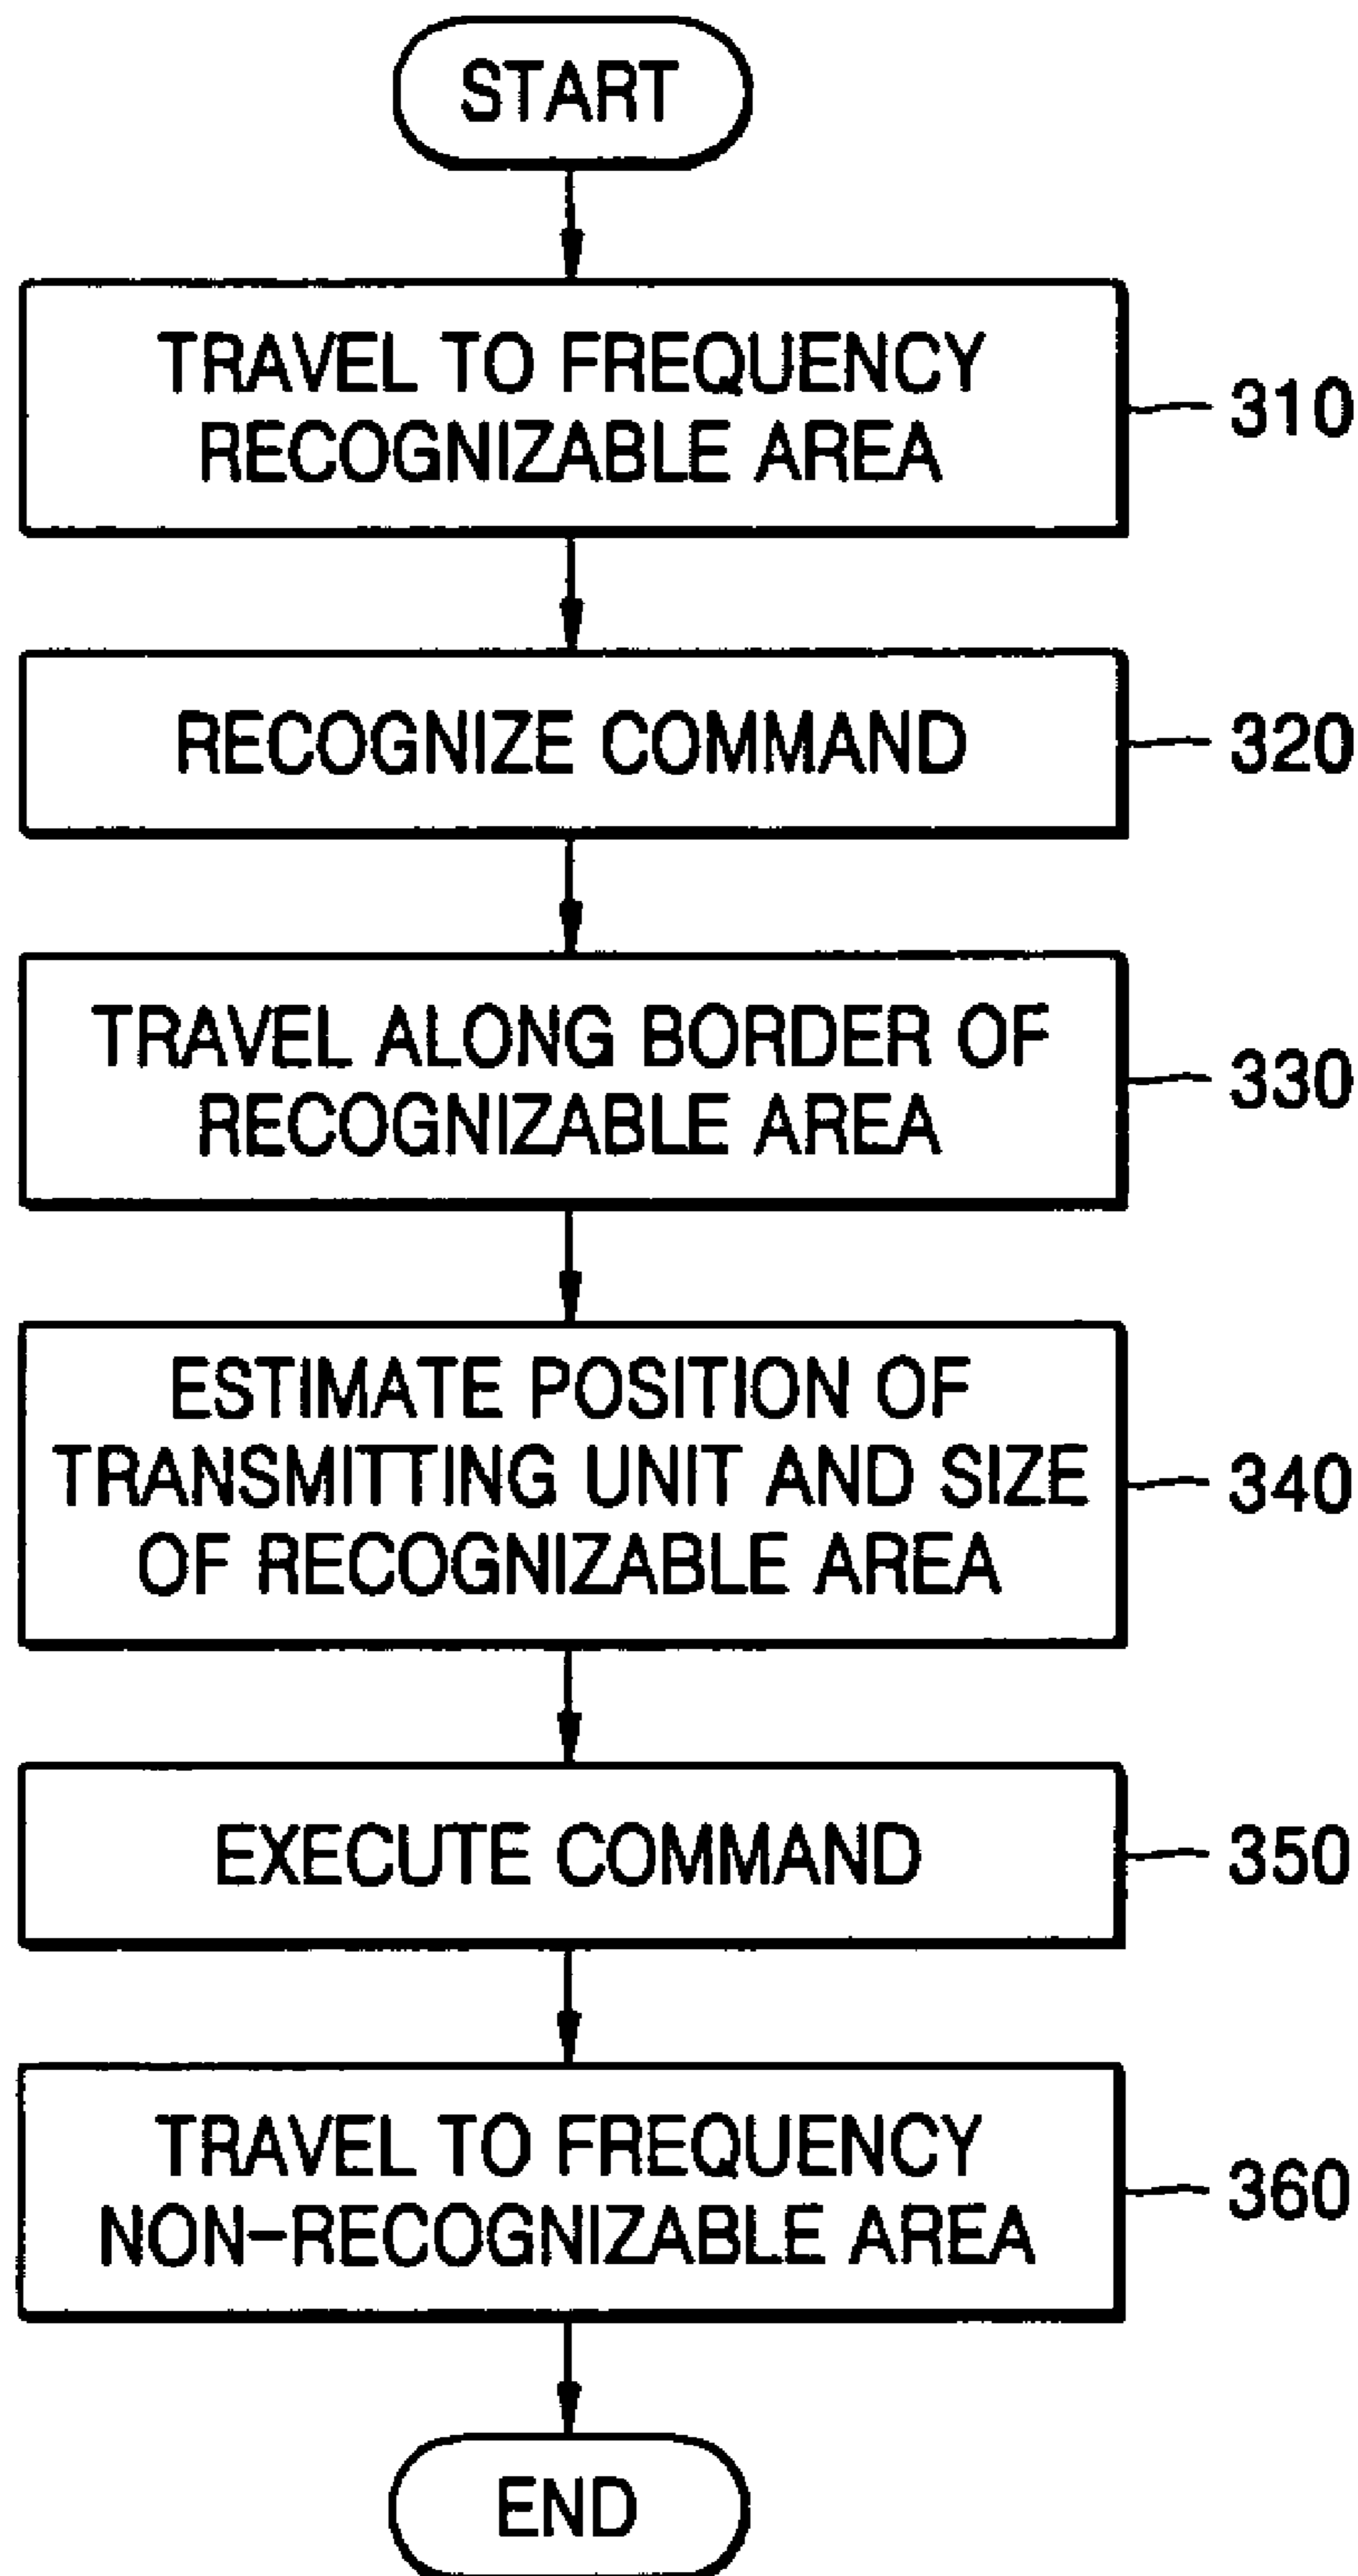 START
TRAVEL TO FREQUENCY
RECOGNIZABLE AREA
310
RECOGNIZE COMMAND
320
TRAVEL ALONG BORDER OF
RECOGNIZABLE AREA
330
ESTIMATE POSITION OF
TRANSMITTING UNIT AND SIZE
OF RECOGNIZABLE AREA
340
EXECUTE COMMAND
350
TRAVEL TO FREQUENCY
NON-RECOGNIZABLE AREA
360
END